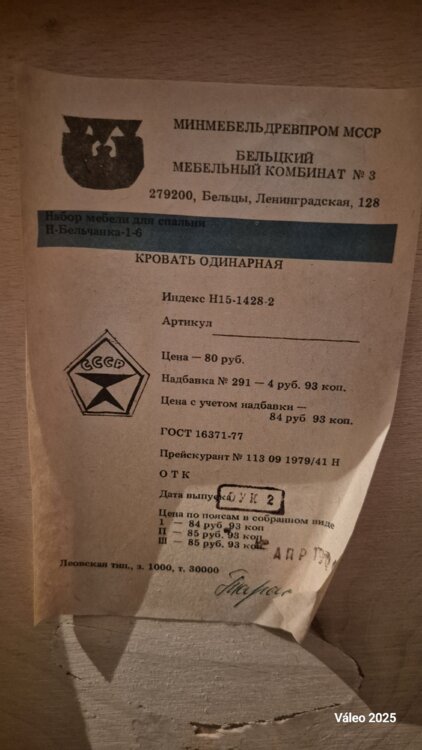 МИНМЕБЕЛЬДРЕВПРОМ МССР
БЕЛЬЦКИЙ
МЕБЕЛЬНЫЙ КОМБИНАТ № 3
279200, Бельцы, Ленинградская, 128
Набор мебели для спальни
Н-Бельчанка-1-6
КРОВАТЬ ОДИНАРНАЯ
Индекс Н15-1428-2
Артикул
Цена — 80 руб.
СССР
Надбавка № 291 — 4 руб. 93 коп.
Цена с учетом надбавки —
84 руб 93 коп.
ГОСТ 16371-77
Прейскурант № 113 09 1979/41 Н
О Т К
Дата выпуска
ОУК 2
Цена по поясам в собранном виде
I — 84 руб 93 коп
II — 85 руб. 93 коп.
III — 85 руб. 93 коп
АПР
Леовская тип., з. 1000, т. 30000
Váleo 2025